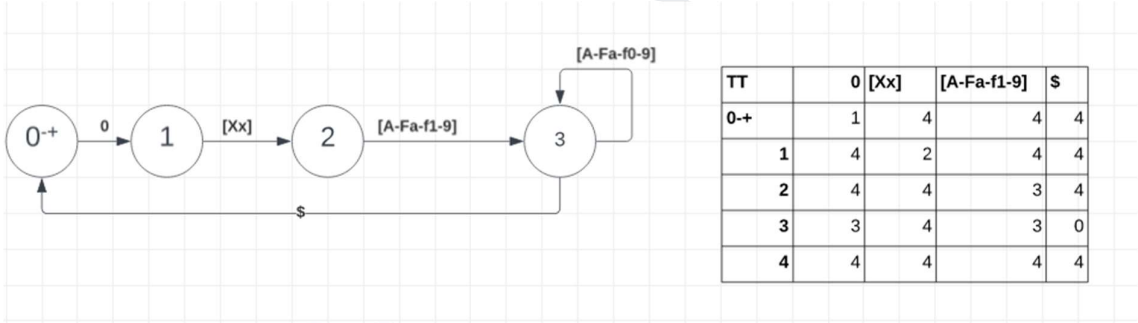 [A-Fa-f0-9]
0-+ 0 1 [Xx] 2 [A-Fa-f1-9] 3
$
TT 0 [Xx] [A-Fa-f1-9] $
0-+ 1 4 4 4
1 4 2 4 4
2 4 4 3 4
3 3 4 3 0
4 4 4 4 4